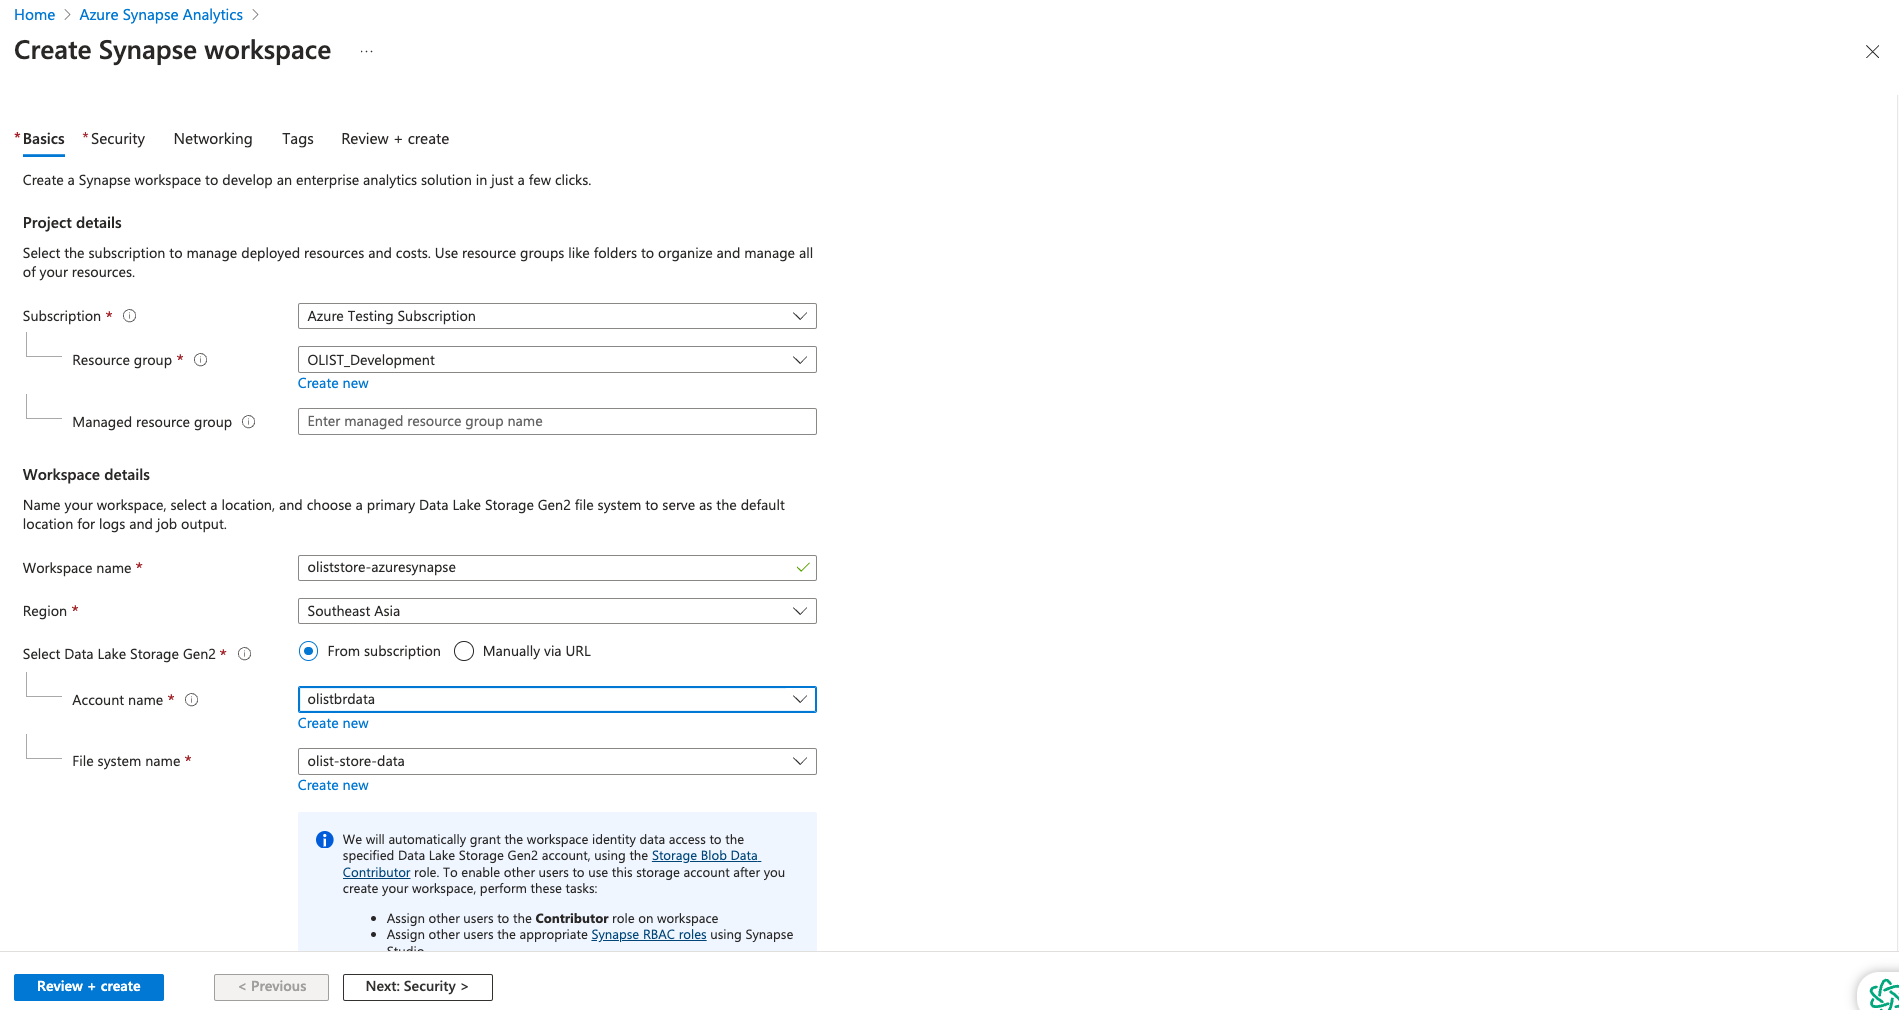 Home > Azure Synapse Analytics >
Create Synapse workspace ...
* Basics * Security Networking Tags Review + create
Create a Synapse workspace to develop an enterprise analytics solution in just a few clicks.
Project details
Select the subscription to manage deployed resources and costs. Use resource groups like folders to organize and manage all
of your resources.
Subscription * Azure Testing Subscription
Resource group * OLIST_Development
Create new
Managed resource group Enter managed resource group name
Workspace details
Name your workspace, select a location, and choose a primary Data Lake Storage Gen2 file system to serve as the default
location for logs and job output.
Workspace name * oliststore-azuresynapse
Region * Southeast Asia
Select Data Lake Storage Gen2 * From subscription Manually via URL
Account name * olistbrdata
Create new
File system name * olist-store-data
Create new
We will automatically grant the workspace identity data access to the
specified Data Lake Storage Gen2 account, using the Storage Blob Data
Contributor role. To enable other users to use this storage account after you
create your workspace, perform these tasks:
• Assign other users to the Contributor role on workspace
• Assign other users the appropriate Synapse RBAC roles using Synapse
Studio
Review + create < Previous Next: Security >